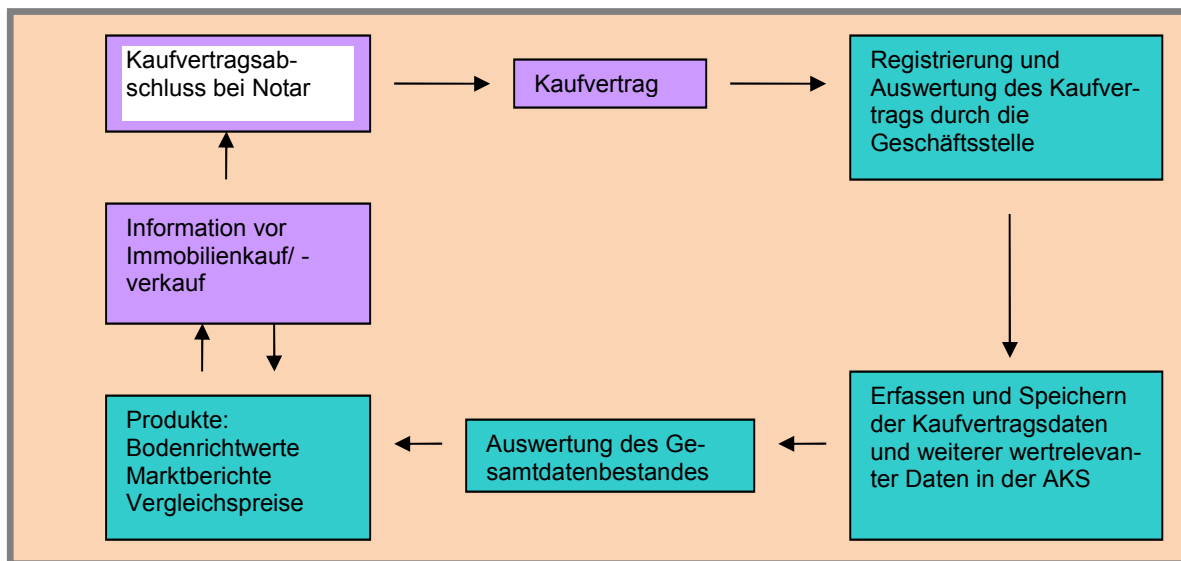 Kaufvertragsab-
schluss bei Notar
Kaufvertrag
Registrierung und
Auswertung des Kaufver-
trags durch die
Geschäftsstelle
Information vor
Immobilienkauf/ -
verkauf
Produkte:
Bodenrichtwerte
Marktberichte
Vergleichspreise
Auswertung des Ge-
samtdatenbestandes
Erfassen und Speichern
der Kaufvertragsdaten
und weiterer wertrelevan-
ter Daten in der AKS